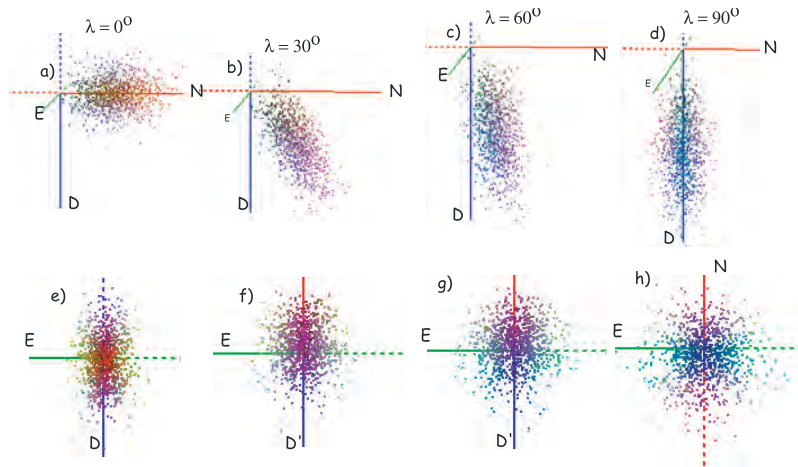 λ = 0°
a)
N
E
D
λ = 30°
b)
N
E
D
λ = 60°
c)
N
E
D
λ = 90°
d)
N
E
D
e)
E
D
f)
E
D'
g)
E
D'
h)
N
E